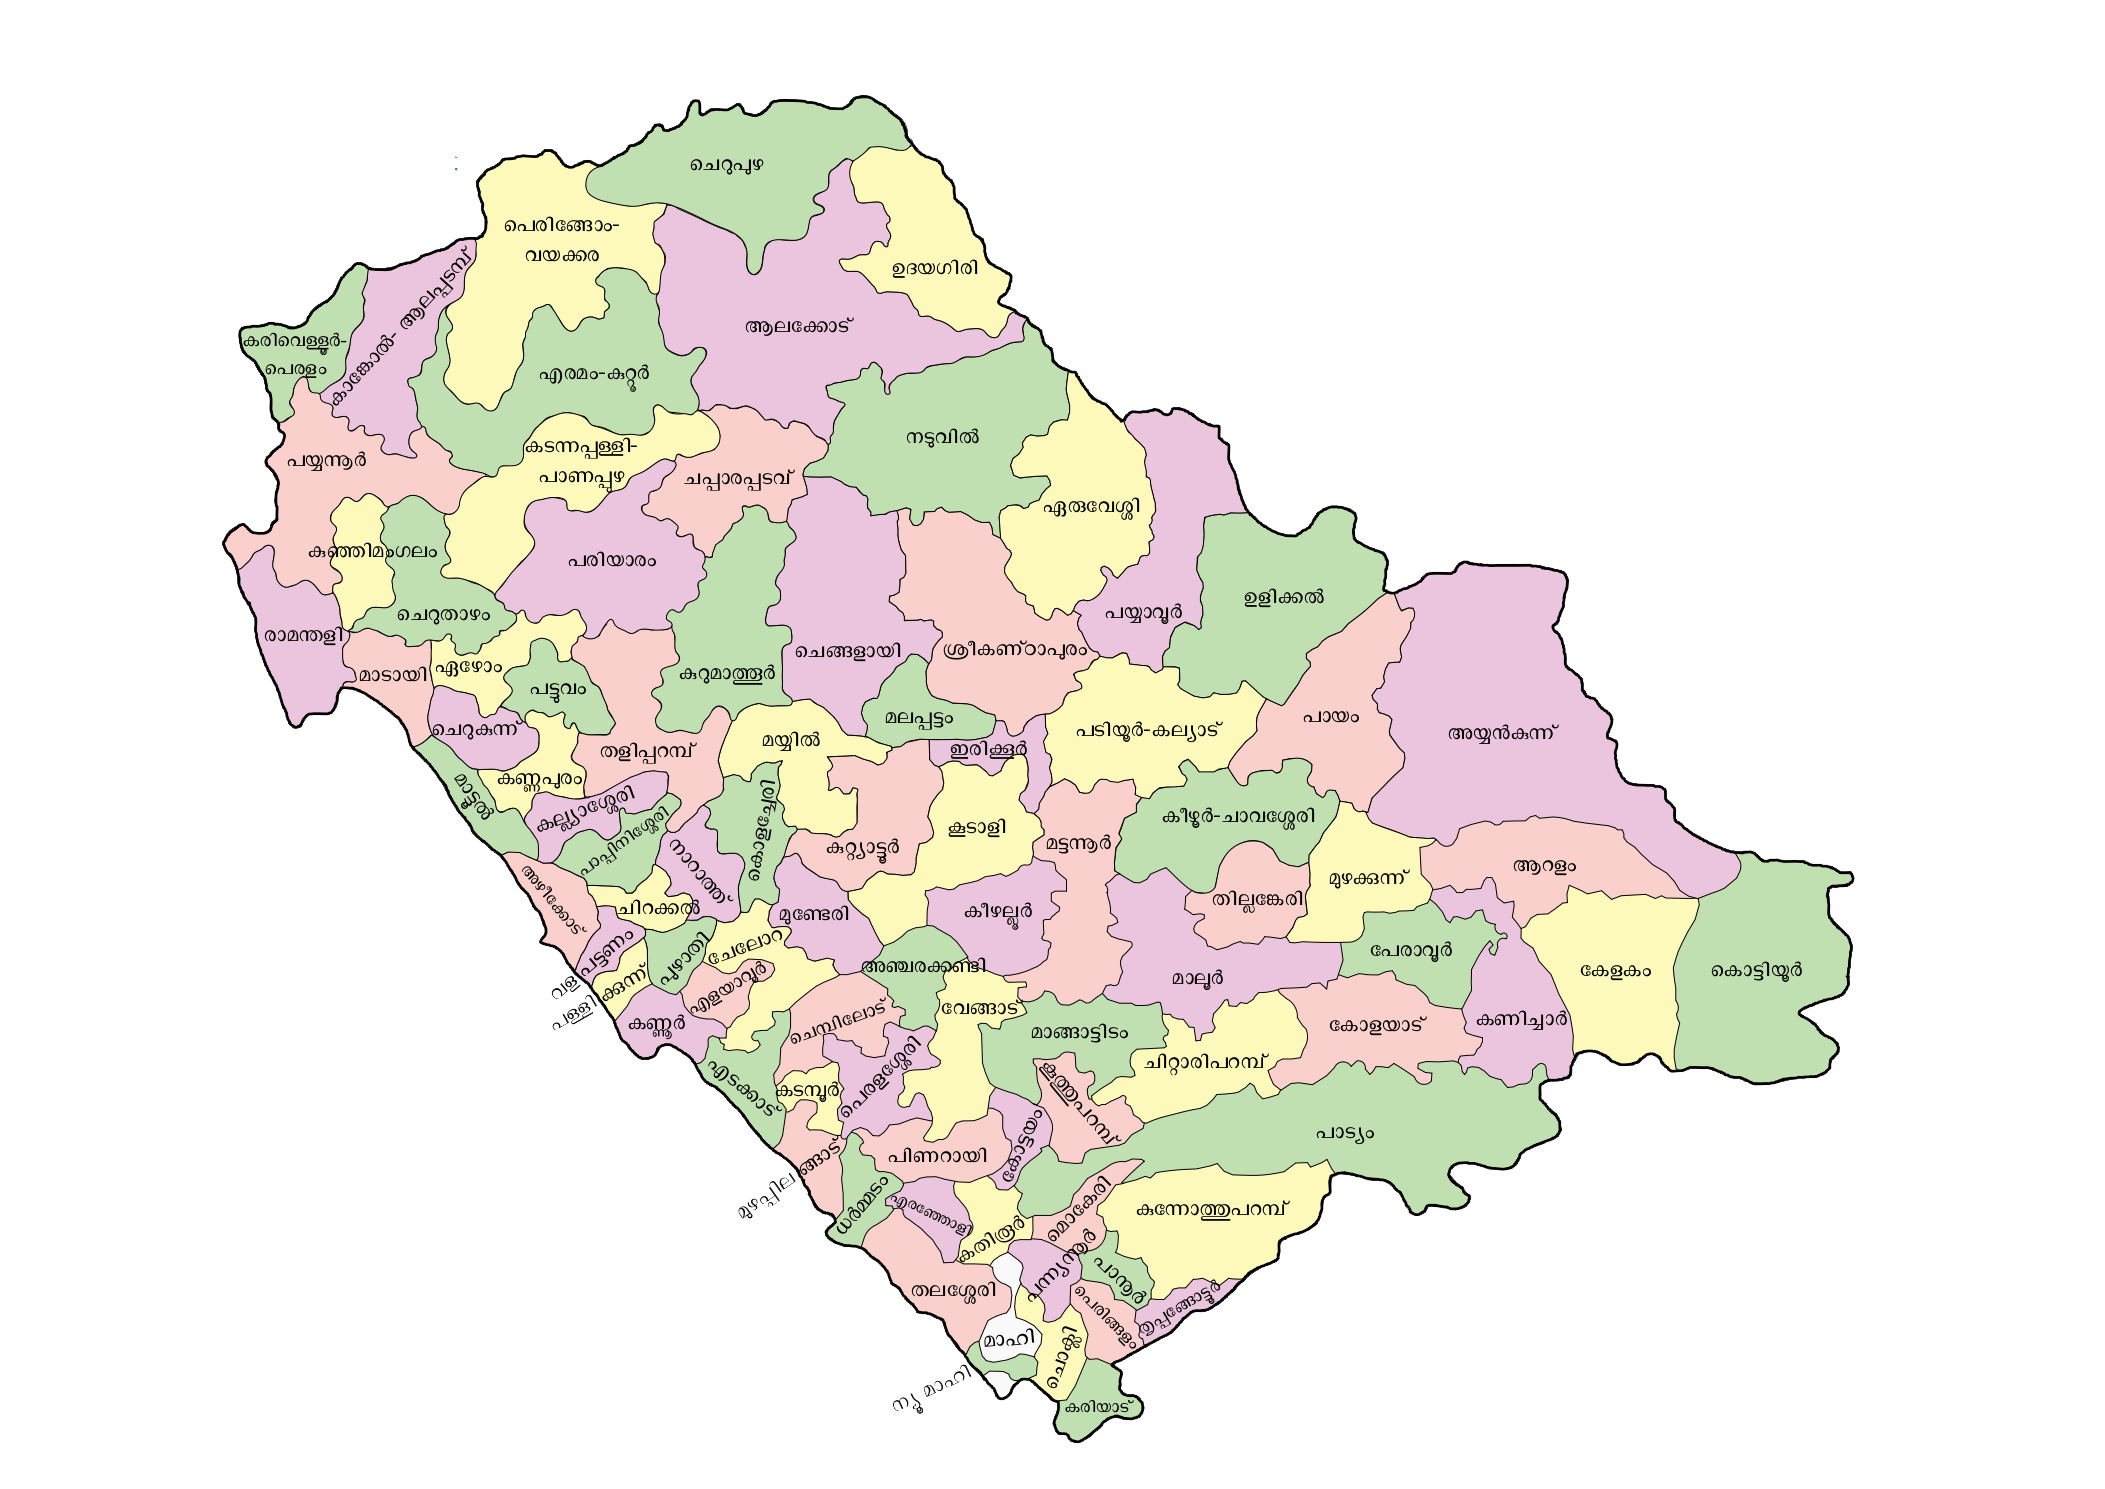 ചെറുപുഴ
പെരിങ്ങോം-
വയക്കര
ഉദയഗിരി
കാങ്കോൽ- ആലപ്പടമ്പ്
ആലക്കോട്
കരിവെള്ളൂർ-
പെരളം
എരമം-കുറ്റൂർ
നടുവിൽ
കടന്നപ്പള്ളി-
പാണപ്പുഴ
പയ്യന്നൂർ
ചപ്പാരപ്പടവ്
ഏരുവേശ്ശി
കുഞ്ഞിമംഗലം
പരിയാരം
ഉളിക്കൽ
ചെറുതാഴം
പയ്യാവൂർ
രാമന്തളി
ചെങ്ങളായി
ശ്രീകണ്ഠാപുരം
മാടായി
ഏഴോം
പട്ടുവം
കുറുമാത്തൂർ
മലപ്പട്ടം
പായം
ചെറുകുന്ന്
പടിയൂർ-കല്യാട്
അയ്യൻകുന്ന്
തളിപ്പറമ്പ്
മയ്യിൽ
ഇരിക്കൂർ
കണ്ണപുരം
മാട്ടൂൽ
കല്ല്യാശ്ശേരി
പാപ്പിനിശ്ശേരി
കൊളച്ചേരി
കൂടാളി
കീഴൂർ-ചാവശ്ശേരി
കുറ്റ്യാട്ടൂർ
മട്ടന്നൂർ
ആറളം
മുഴക്കുന്ന്
നാറാത്ത്
അഴീക്കോട്
ചിറക്കൽ
മുണ്ടേരി
കീഴല്ലൂർ
തില്ലങ്കേരി
പുഴാതി
ചേലോറ
വളപട്ടണം
പേരാവൂർ
അഞ്ചരക്കണ്ടി
മാലൂർ
കേളകം
കൊട്ടിയൂർ
പള്ളിക്കുന്ന്
എളയാവൂർ
കണ്ണൂർ
ചെമ്പിലോട്
വേങ്ങാട്
മാങ്ങാട്ടിടം
കോളയാട്
കണിച്ചാർ
ചിറ്റാരിപറമ്പ്
എടക്കാട്
കടമ്പൂർ
പെരളശ്ശേരി
കൂത്തുപറമ്പ്
പാട്യം
മുഴപ്പിലങ്ങാട്
പിണറായി
കോട്ടയം
ധർമ്മടം
എരഞ്ഞോളി
കതിരൂർ
മൊകേരി
കുന്നോത്തുപറമ്പ്
പന്ന്യന്നൂർ
പാനൂർ
തലശ്ശേരി
പെരിങ്ങളം
തൃപ്പങ്ങോട്ടൂർ
മാഹി
ചൊക്ലി
ന്യൂ മാഹി
കരിയാട്